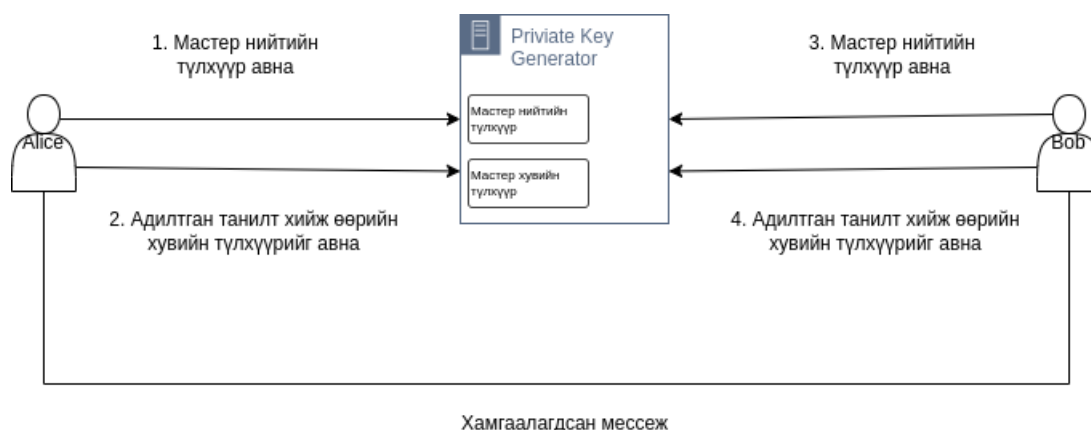 1. Мастер нийтийн
түлхүүр авна
Priviate Key
Generator
3. Мастер нийтийн
түлхүүр авна
Мастер нийтийн
түлхүүр
Alice
Bob
Мастер хувийн
түлхүүр
2. Адилтган танилт хийж өөрийн
хувийн түлхүүрийг авна
4. Адилтган танилт хийж өөрийн
хувийн түлхүүрийг авна
Хамгаалагдсан мессеж